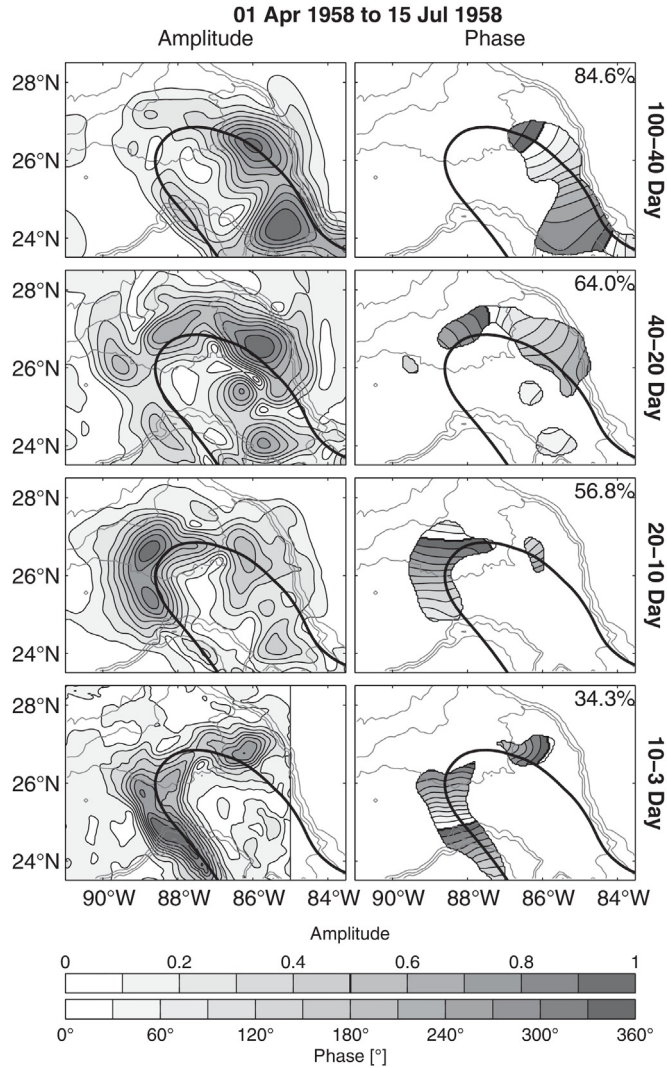 01 Apr 1958 to 15 Jul 1958
Amplitude Phase
28°N 84.6%
26°N 100–40 Day
24°N
28°N 64.0%
26°N 40–20 Day
24°N
28°N 56.8%
26°N 20–10 Day
24°N
28°N 34.3%
26°N 10–3 Day
24°N
90°W 88°W 86°W 84°W 90°W 88°W 86°W 84°W
Amplitude
0 0.2 0.4 0.6 0.8 1
0° 60° 120° 180° 240° 300° 360°
Phase [°]